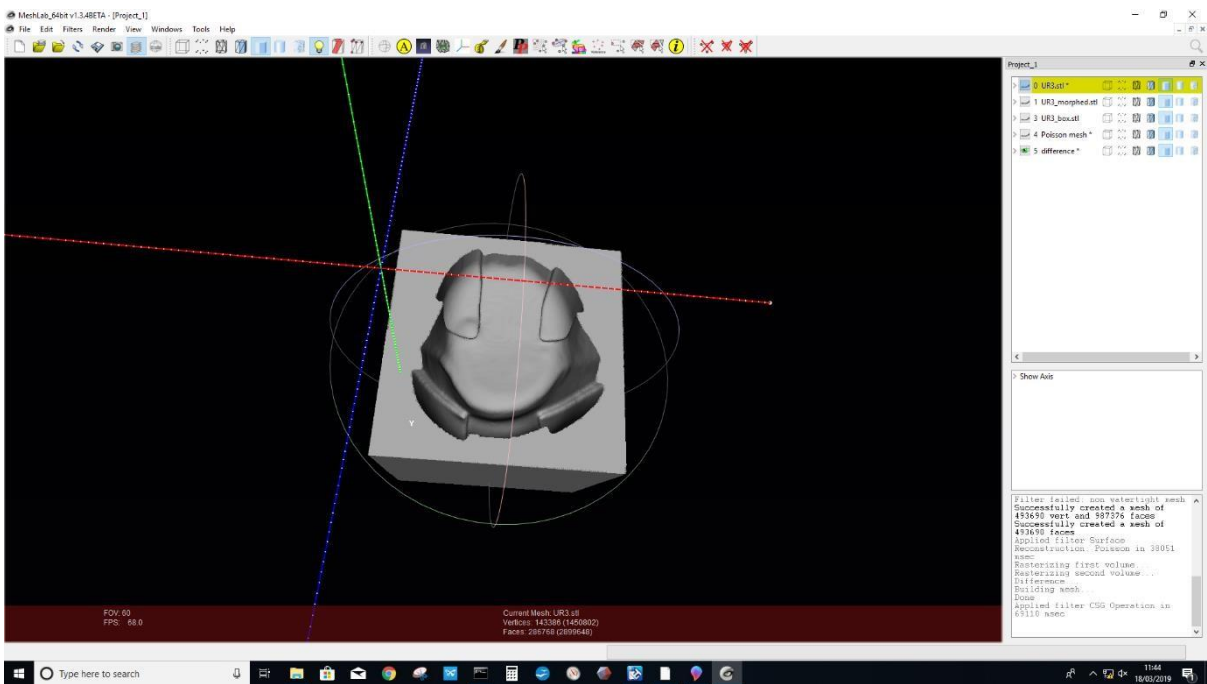 MeshLab_64bit v1.3.4BETA - [Project_1]
File Edit Filters Render View Windows Tools Help
Project_1
0 UR3.stl *
1 UR3_morphed.stl
3 UR3_box.stl
4 Poisson mesh *
5 difference *
Show Axis
Y
Filter failed: non watertight mesh
Successfully created a mesh of
493690 vert and 987376 faces
Successfully created a mesh of
493690 faces
Applied filter Surface
Reconstruction: Poisson in 38051
msec
Rasterizing first volume...
Rasterizing second volume...
Difference...
Building mesh...
Done
Applied filter CSG Operation in
69110 msec
FOV: 60
FPS: 68.0
Current Mesh: UR3.stl
Vertices: 143386 (1450802)
Faces: 286768 (2899648)
Type here to search
11:44
18/03/2019